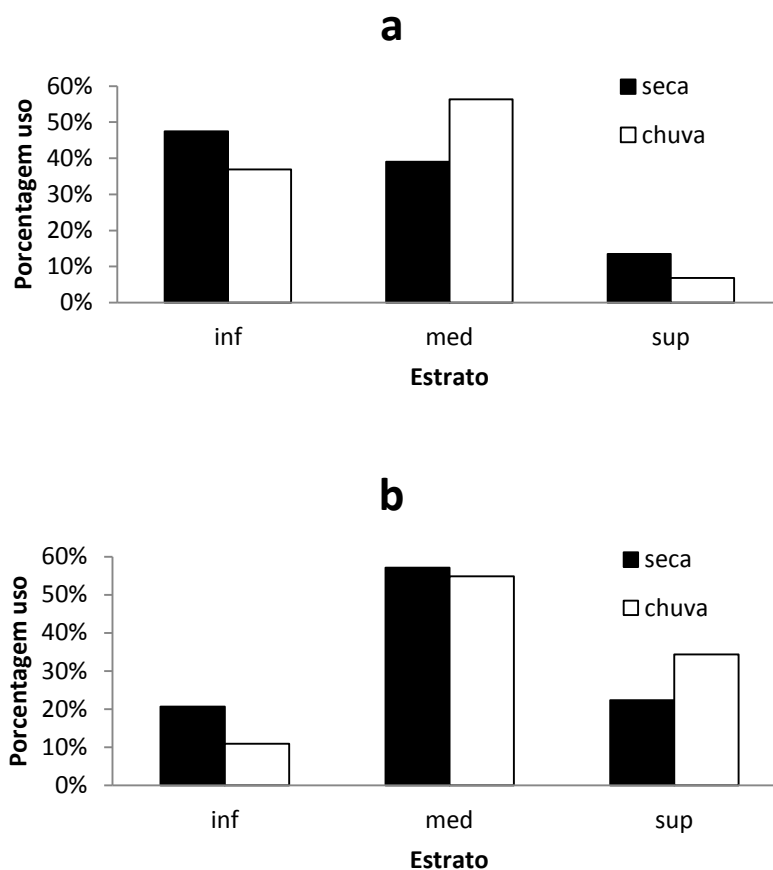 a
60%
50%
40%
30%
20%
10%
0%
Porcentagem uso
seca
chuva
inf med sup
Estrato
b
60%
50%
40%
30%
20%
10%
0%
Porcentagem uso
seca
chuva
inf med sup
Estrato